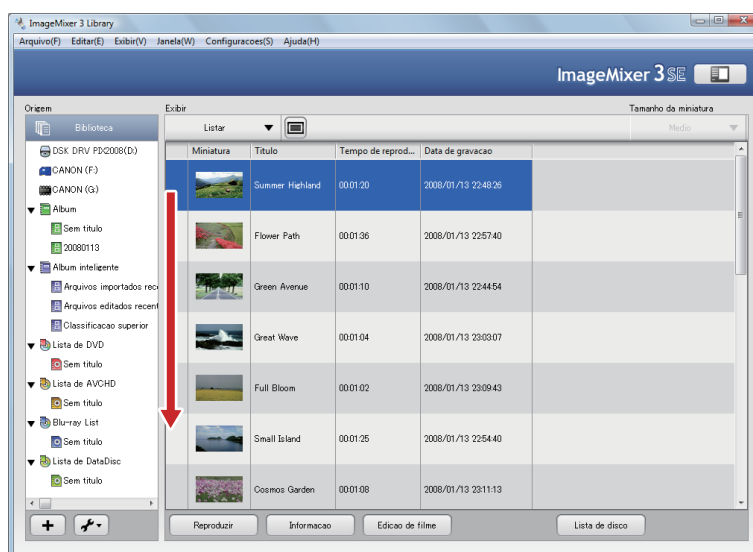 ImageMixer 3 Library
Arquivo(F) Editar(E) Exibir(V) Janela(W) Configuracoes(S) Ajuda(H)
ImageMixer 3 SE
Origem
Exibir
Tamanho da miniatura
Biblioteca
Listar
Medio
DSK DRV PD2008(D:)
CANON (F:)
CANON (G:)
Album
Sem titulo
20080113
Album inteligente
Arquivos importados rec
Arquivos editados recent
Classificacao superior
Lista de DVD
Sem titulo
Lista de AVCHD
Sem titulo
Blu-ray List
Sem titulo
Lista de DataDisc
Sem titulo
Miniatura Titulo Tempo de reprod... Data de gravacao
Summer Highland 00:01:20 2008/01/13 22:48:26
Flower Path 00:01:36 2008/01/13 22:57:40
Green Avenue 00:01:10 2008/01/13 22:44:54
Great Wave 00:01:04 2008/01/13 23:03:07
Full Bloom 00:01:02 2008/01/13 23:09:43
Small Island 00:01:25 2008/01/13 22:54:40
Cosmos Garden 00:01:08 2008/01/13 23:11:13
Reproduzir Informacao Edicao de filme Lista de disco